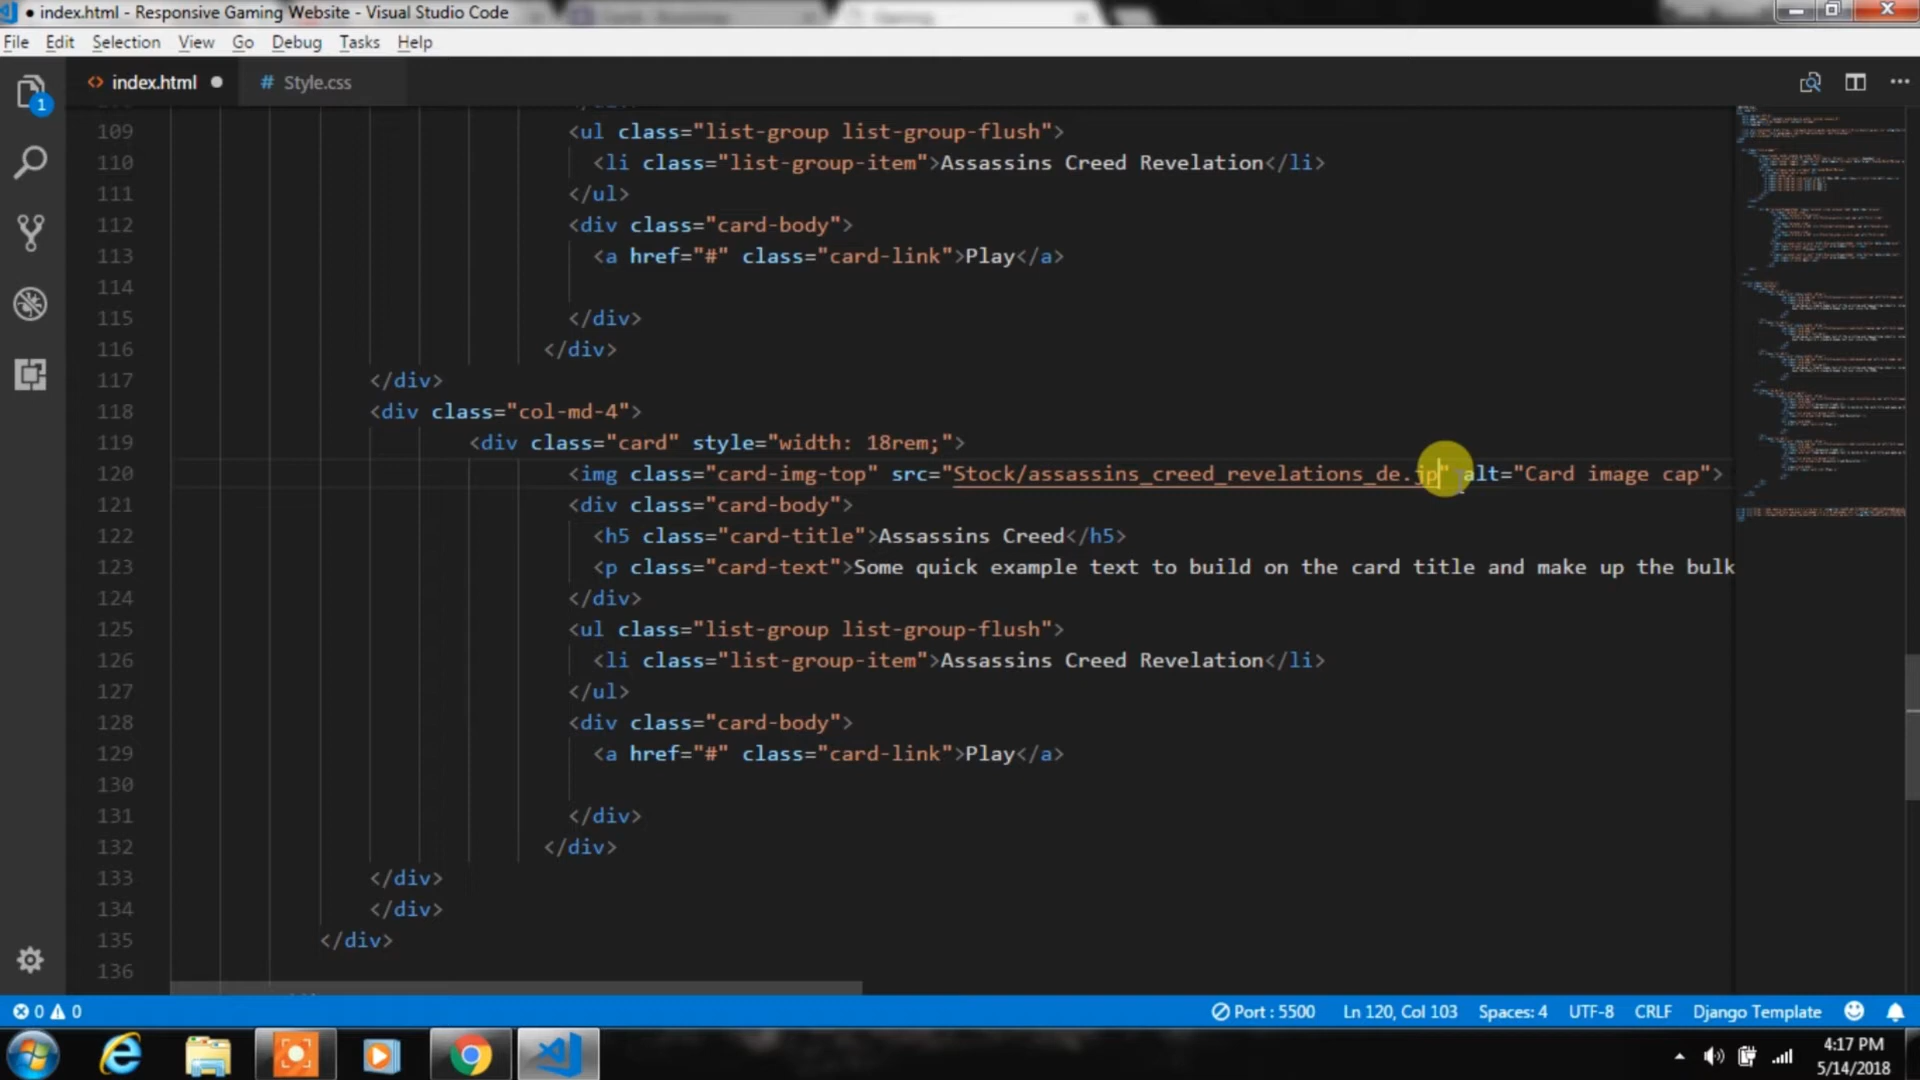 index.html - Responsive Gaming Website - Visual Studio Code
File Edit Selection View Go Debug Tasks Help
1
<> index.html ● # Style.css
109 <ul class="list-group list-group-flush">
110 <li class="list-group-item">Assassins Creed Revelation</li>
111 </ul>
112 <div class="card-body">
113 <a href="#" class="card-link">Play</a>
114
115 </div>
116 </div>
117 </div>
118 <div class="col-md-4">
119 <div class="card" style="width: 18rem;">
120 <img class="card-img-top" src="Stock/assassins_creed_revelations_de.jp" alt="Card image cap">
121 <div class="card-body">
122 <h5 class="card-title">Assassins Creed</h5>
123 <p class="card-text">Some quick example text to build on the card title and make up the bulk
124 </div>
125 <ul class="list-group list-group-flush">
126 <li class="list-group-item">Assassins Creed Revelation</li>
127 </ul>
128 <div class="card-body">
129 <a href="#" class="card-link">Play</a>
130
131 </div>
132 </div>
133 </div>
134 </div>
135 </div>
136
0 0 Port : 5500 Ln 120, Col 103 Spaces: 4 UTF-8 CRLF Django Template
4:17 PM
5/14/2018